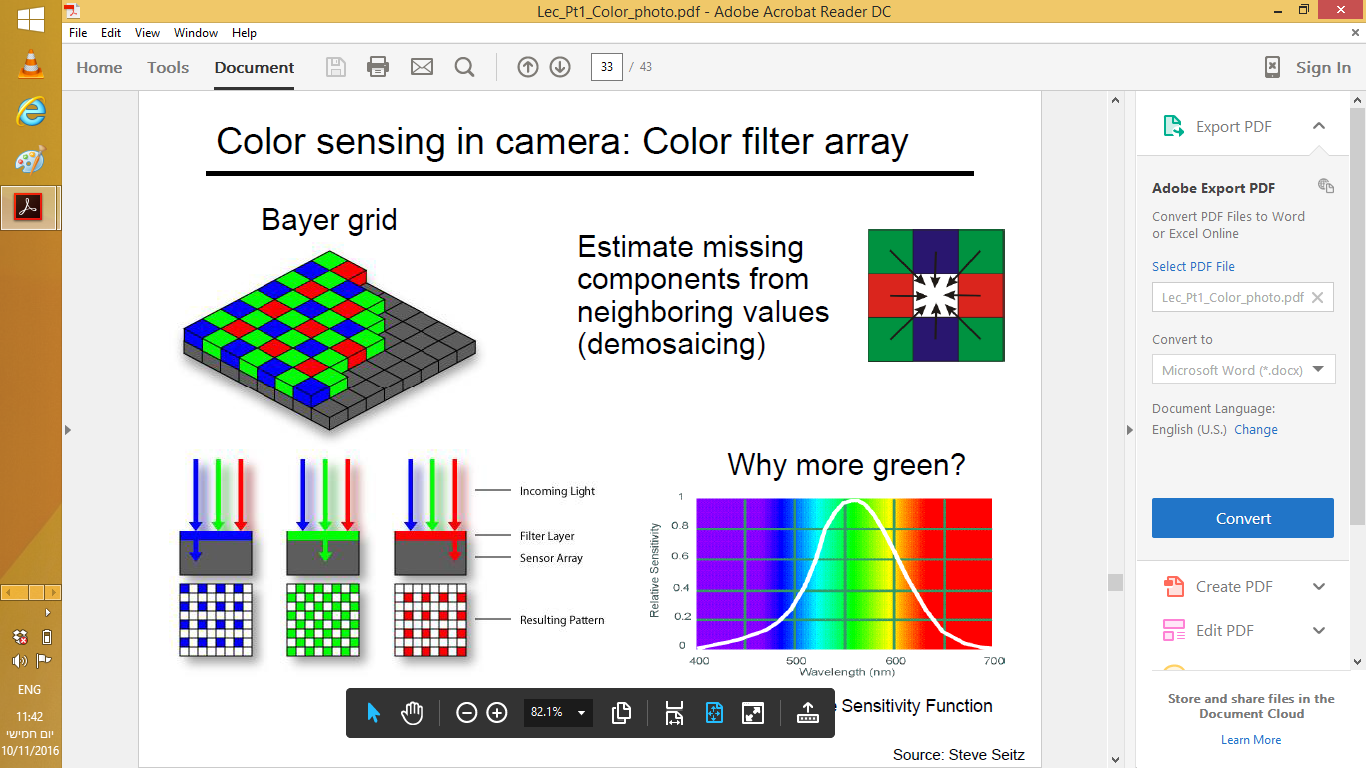 Lec_Pt1_Color_photo.pdf - Adobe Acrobat Reader DC
File Edit View Window Help
Home Tools Document 33 / 43 Sign In
Color sensing in camera: Color filter array
Bayer grid
Estimate missing
components from
neighboring values
(demosaicing)
Incoming Light
Filter Layer
Sensor Array
Resulting Pattern
Why more green?
Relative Sensitivity
1
0.8
0.6
0.4
0.2
0
400 500 600 700
Wavelength (nm)
Sensitivity Function
Source: Steve Seitz
82.1%
Export PDF
Adobe Export PDF
Convert PDF Files to Word
or Excel Online
Select PDF File
Lec_Pt1_Color_photo.pdf
Convert to
Microsoft Word (*.docx)
Document Language:
English (U.S.) Change
Convert
Create PDF
Edit PDF
Store and share files in the
Document Cloud
Learn More
ENG
11:42
יום חמישי
10/11/2016